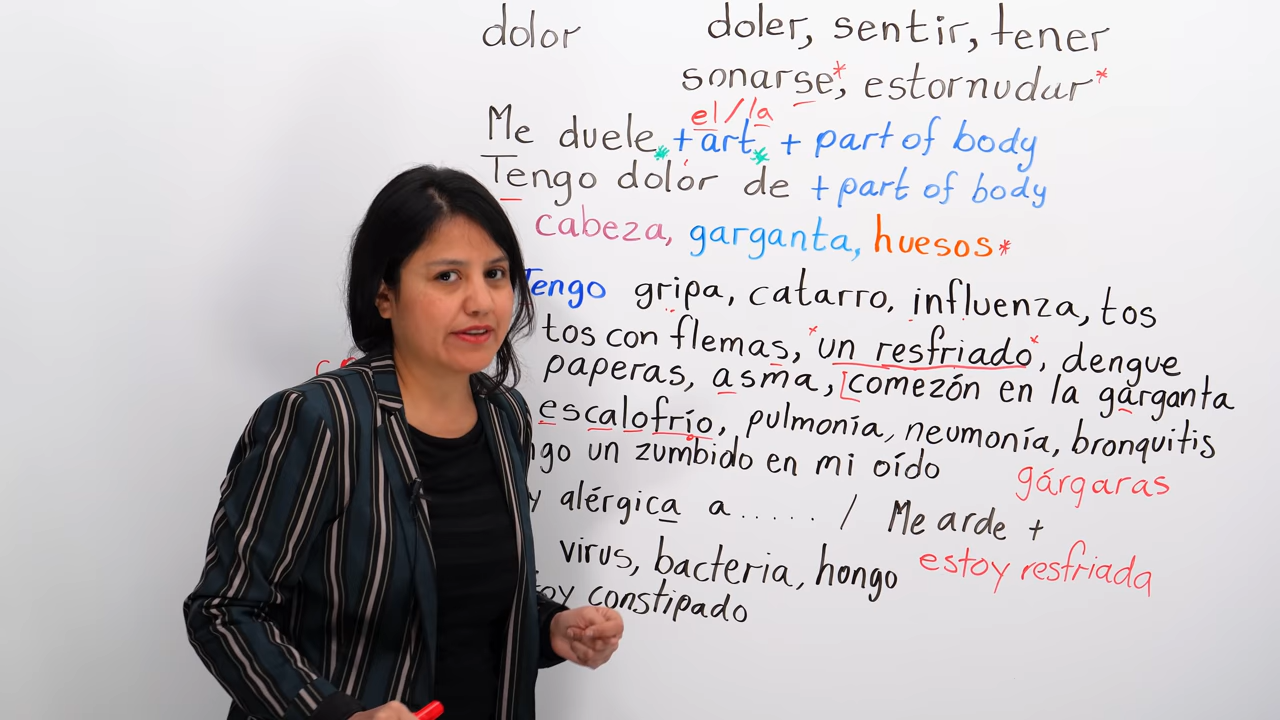 dolor doler, sentir, tener
sonarse*, estornudar*
el/la
Me duele * + art * + part of body
Tengo dolor de + part of body
cabeza, garganta, huesos*
Tengo gripa, catarro, influenza, tos
tos con flemas, *un resfriado*, dengue
paperas, asma, [comezón en la garganta
escalofrío, pulmonía, neumonía, bronquitis
un zumbido en mi oído
gárgaras
alérgica a ..... / Me arde +
virus, bacteria, hongo
estoy resfriada
constipado